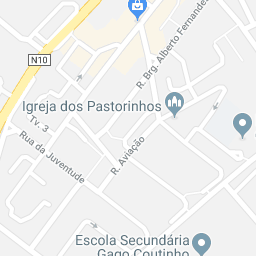 N10
R. Brg. Alberto Fernandes
Igreja dos Pastorinhos
Tv. 3
Rua da Juventude
R. Aviação
Escola Secundária
Gago Coutinho